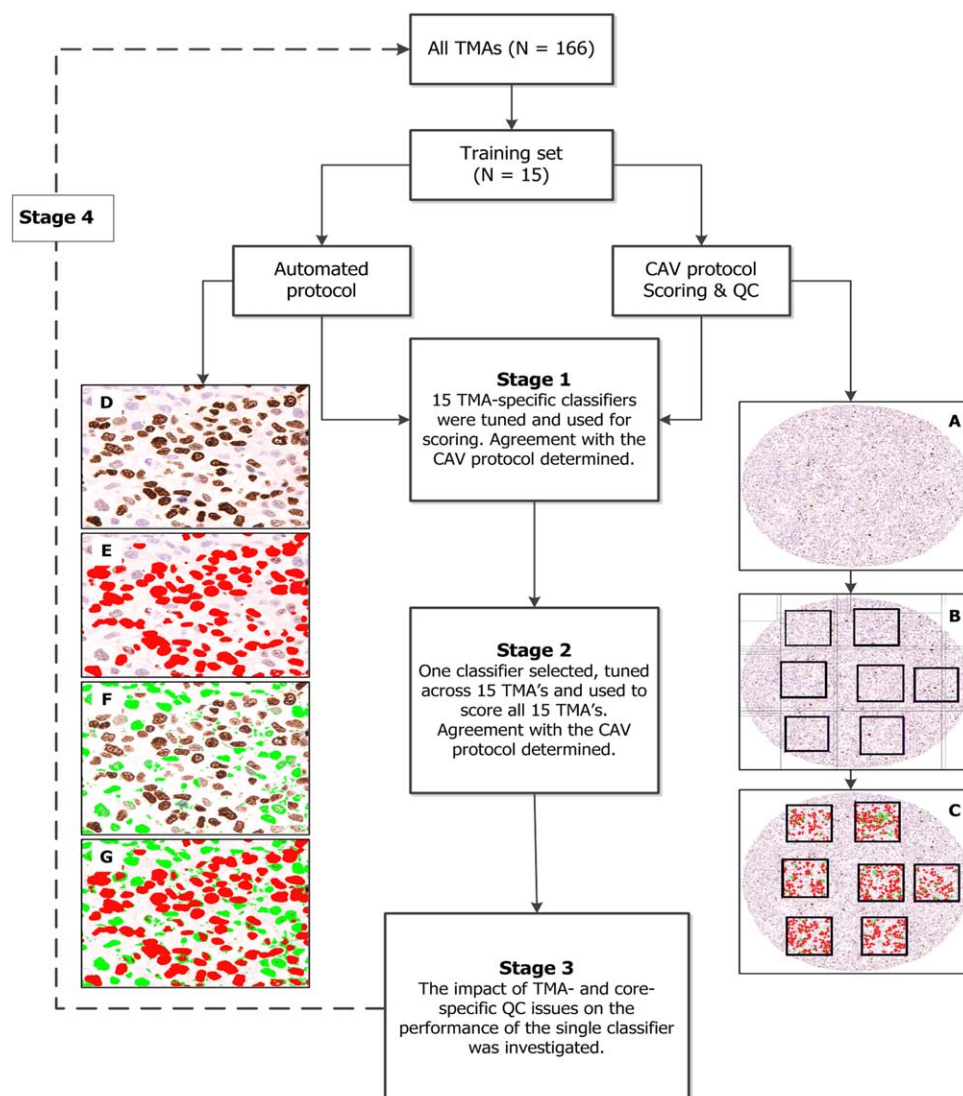 All TMAs (N = 166)
Training set
(N = 15)
Stage 4
Automated
protocol
CAV protocol
Scoring & QC
Stage 1
15 TMA-specific classifiers
were tuned and used for
scoring. Agreement with the
CAV protocol determined.
D
A
E
Stage 2
One classifier selected, tuned
across 15 TMA’s and used to
score all 15 TMA’s.
Agreement with the CAV
protocol determined.
B
F
G
C
Stage 3
The impact of TMA- and core-
specific QC issues on the
performance of the single classifier
was investigated.